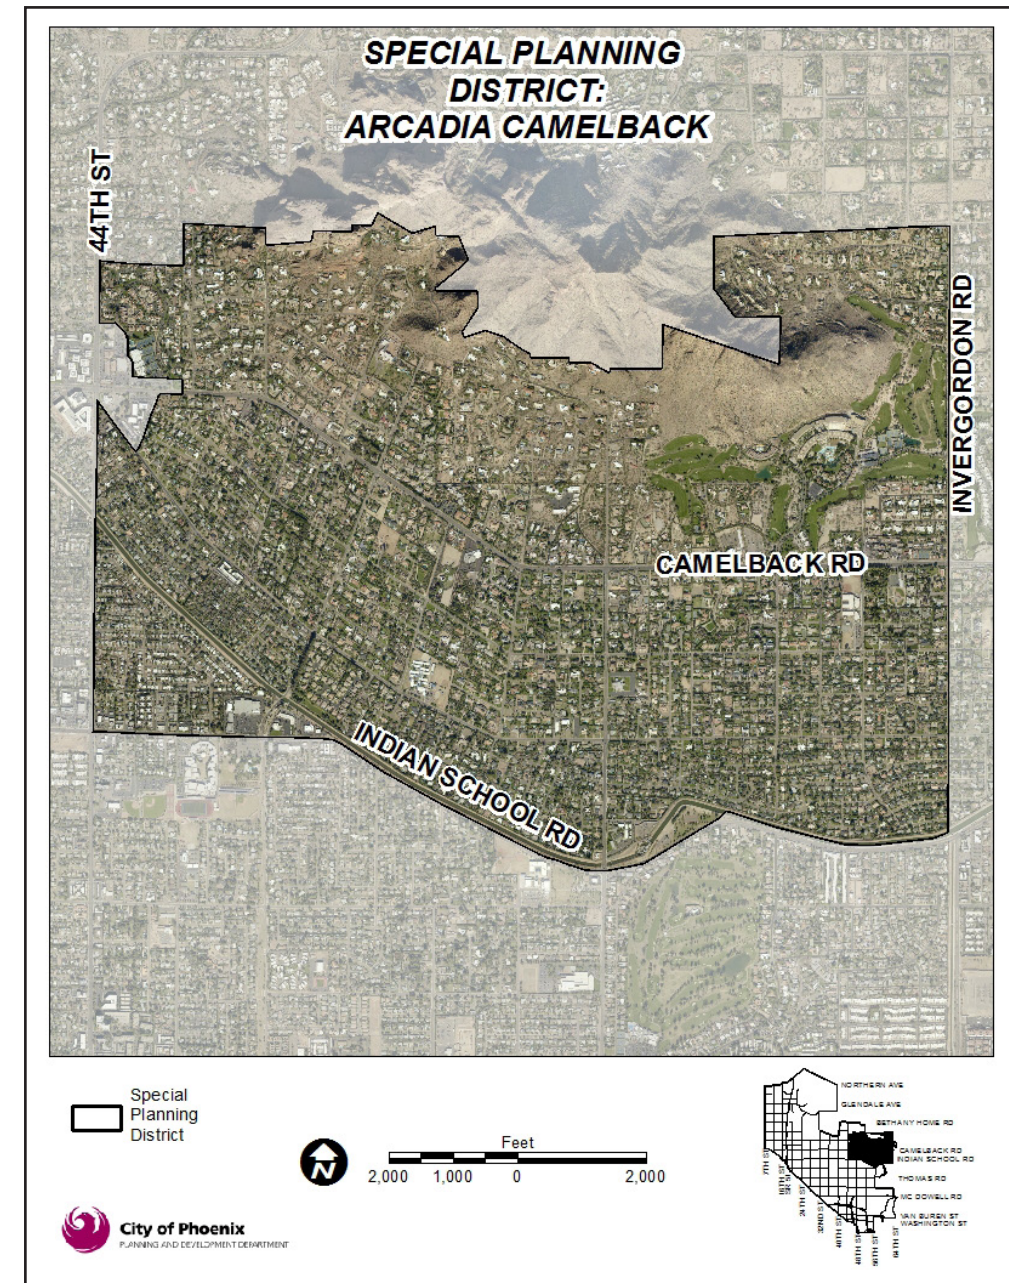 SPECIAL PLANNING
DISTRICT:
ARCADIA CAMELBACK
44TH ST
INVERGORDON RD
CAMELBACK RD
INDIAN SCHOOL RD
Special
Planning
District
N
Feet
2,000 1,000 0 2,000
City of Phoenix
PLANNING AND DEVELOPMENT DEPARTMENT
NORTHERN AVE
GLENDALE AVE
BETHANY HOME RD
CAMELBACK RD
INDIAN SCHOOL RD
THOMAS RD
MC DOWELL RD
VAN BUREN ST
WASHINGTON ST
7TH ST
16TH ST
SR 51
24TH ST
32ND ST
40TH ST
48TH ST
56TH ST
64TH ST